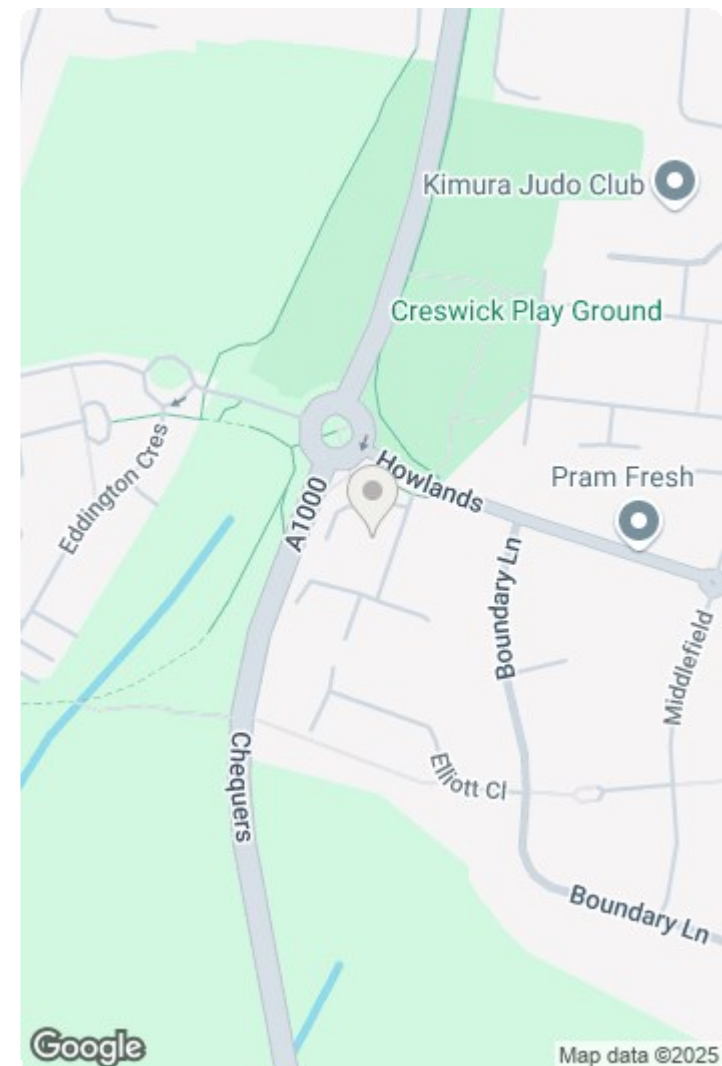 Kimura Judo Club
Creswick Play Ground
Eddington Cres
A1000
Howlands
Pram Fresh
Boundary Ln
Middlefield
Chequers
Elliott Cl
Boundary Ln
Google
Map data ©2025